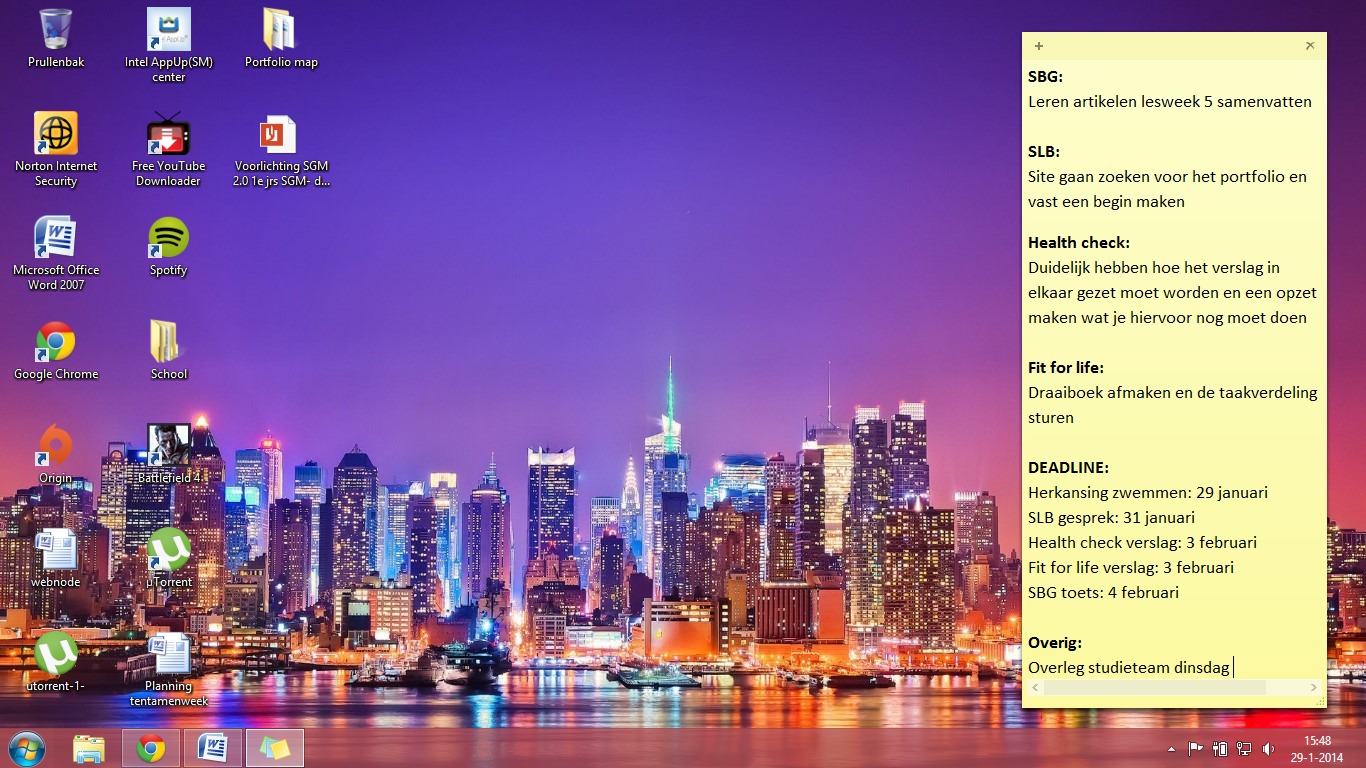 Prullenbak
Intel AppUp(SM)
center
Portfolio map
Norton Internet
Security
Free YouTube
Downloader
Voorlichting SGM
2.0 1e jrs SGM- d...
Microsoft Office
Word 2007
Spotify
Google Chrome
School
Origin
Battlefield 4
webnode
µTorrent
utorrent-1-
Planning
tentamenweek
SBG:
Leren artikelen lesweek 5 samenvatten
SLB:
Site gaan zoeken voor het portfolio en
vast een begin maken
Health check:
Duidelijk hebben hoe het verslag in
elkaar gezet moet worden en een opzet
maken wat je hiervoor nog moet doen
Fit for life:
Draaiboek afmaken en de taakverdeling
sturen
DEADLINE:
Herkansing zwemmen: 29 januari
SLB gesprek: 31 januari
Health check verslag: 3 februari
Fit for life verslag: 3 februari
SBG toets: 4 februari
Overig:
Overleg studieteam dinsdag
15:48
29-1-2014